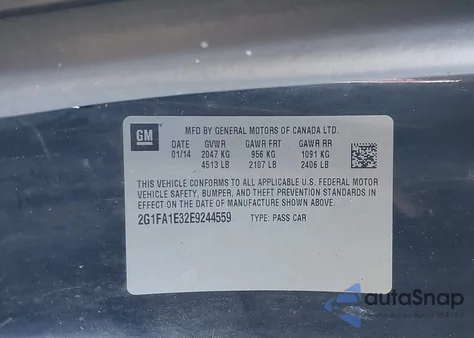 GM
MFD BY GENERAL MOTORS OF CANADA LTD.
DATE GVWR GAWR FRT GAWR RR
01/14 2047 KG 956 KG 1091 KG
4513 LB 2107 LB 2406 LB
THIS VEHICLE CONFORMS TO ALL APPLICABLE U.S. FEDERAL MOTOR
VEHICLE SAFETY, BUMPER, AND THEFT PREVENTION STANDARDS
IN EFFECT ON THE DATE OF MANUFACTURE SHOWN ABOVE.
2G1FA1E32E9244559 TYPE: PASS CAR
autaSnap